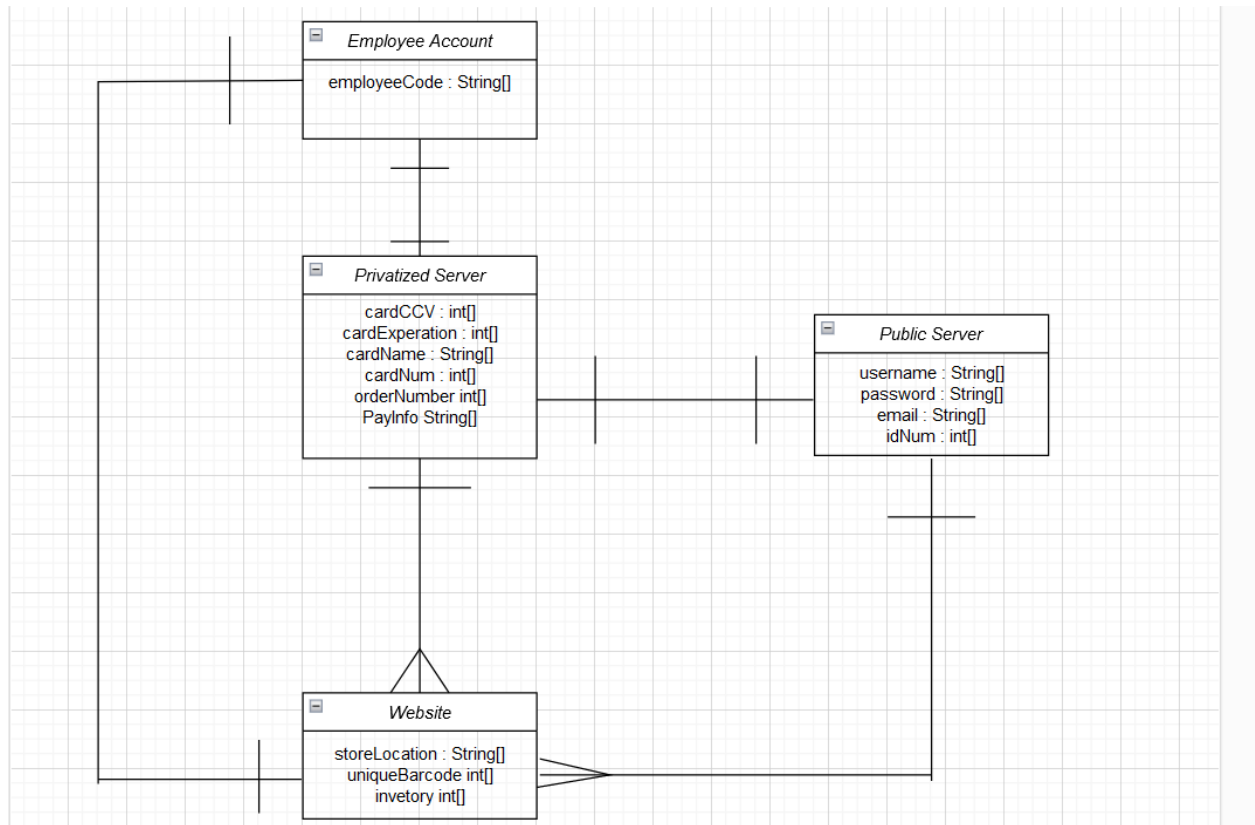 Employee Account
employeeCode : String[]
Privatized Server
cardCCV : int[]
cardExperation : int[]
cardName : String[]
cardNum : int[]
orderNumber int[]
PayInfo String[]
Public Server
username : String[]
password : String[]
email : String[]
idNum : int[]
Website
storeLocation : String[]
uniqueBarcode int[]
invetory int[]